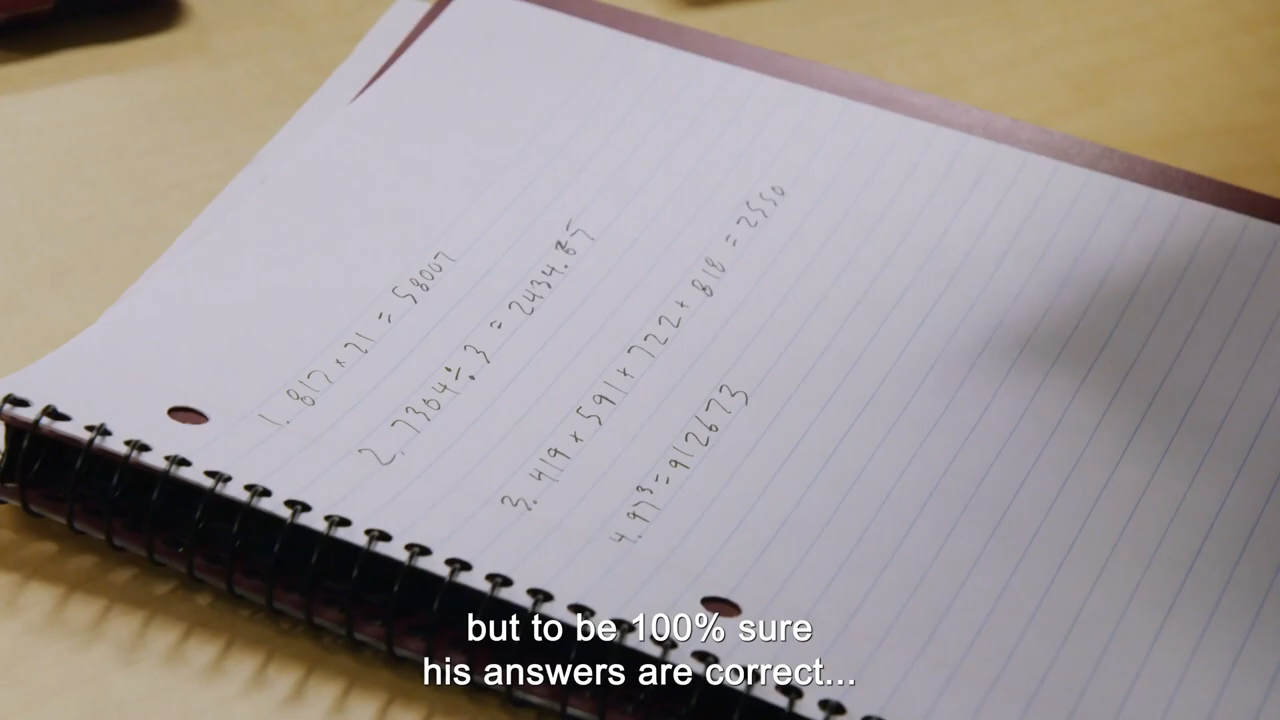 1. 817 × 71 = 58007
2. 7304 ÷ 3 = 2434.67
3. 419 + 591 + 722 + 818 = 2550
4. 97³ = 912673
but to be 100% sure
his answers are correct...